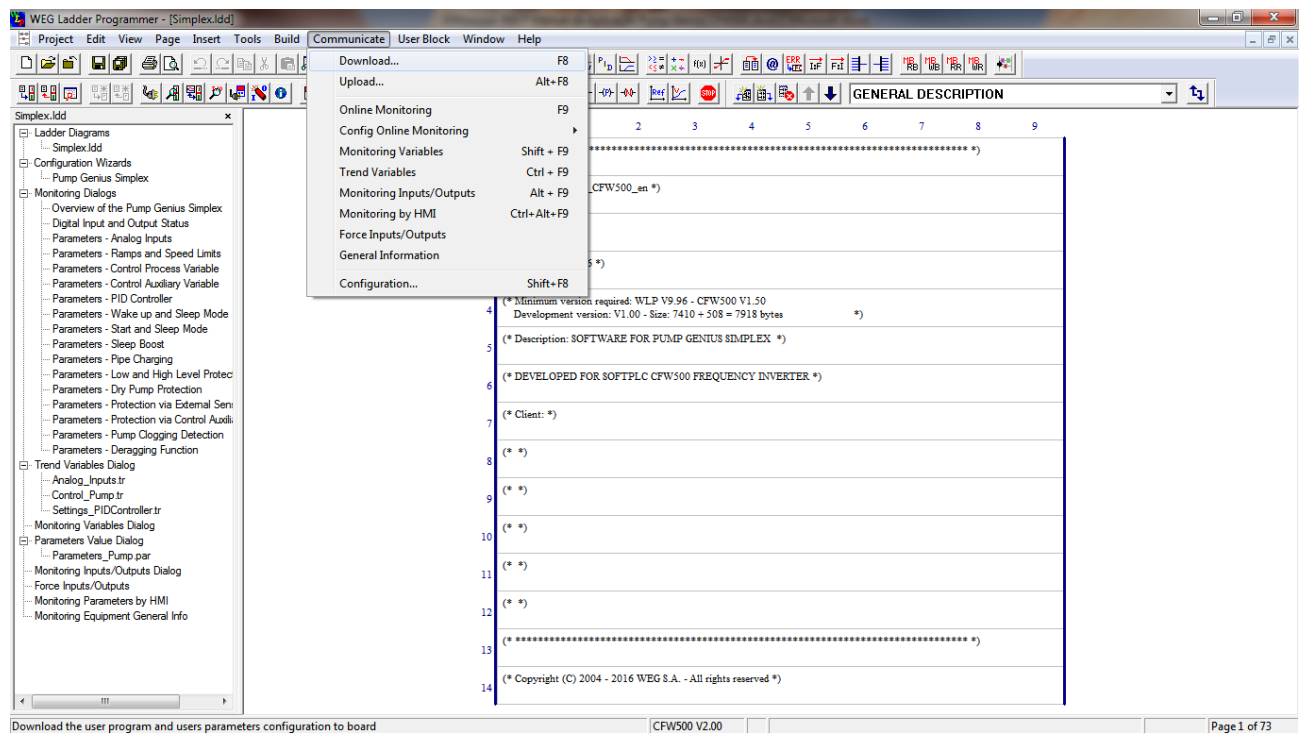 WEG Ladder Programmer - [Simplex.ldd]
Project Edit View Page Insert Tools Build Communicate User Block Window Help
GENERAL DESCRIPTION
Download... F8
Upload... Alt+F8
Online Monitoring F9
Config Online Monitoring
Monitoring Variables Shift + F9
Trend Variables Ctrl + F9
Monitoring Inputs/Outputs Alt + F9
Monitoring by HMI Ctrl+Alt+F9
Force Inputs/Outputs
General Information
Configuration... Shift+F8
Simplex.ldd
Ladder Diagrams
Simplex.ldd
Configuration Wizards
Pump Genius Simplex
Monitoring Dialogs
Overview of the Pump Genius Simplex
Digital Input and Output Status
Parameters - Analog Inputs
Parameters - Ramps and Speed Limits
Parameters - Control Process Variable
Parameters - Control Auxiliary Variable
Parameters - PID Controller
Parameters - Wake up and Sleep Mode
Parameters - Start and Sleep Mode
Parameters - Sleep Boost
Parameters - Pipe Charging
Parameters - Low and High Level Protec
Parameters - Dry Pump Protection
Parameters - Protection via External Sen
Parameters - Protection via Control Auxili
Parameters - Pump Clogging Detection
Parameters - Deragging Function
Trend Variables Dialog
Analog_Inputs.tr
Control_Pump.tr
Settings_PIDController.tr
Monitoring Variables Dialog
Parameters Value Dialog
Parameters_Pump.par
Monitoring Inputs/Outputs Dialog
Force Inputs/Outputs
Monitoring Parameters by HMI
Monitoring Equipment General Info
2 3 4 5 6 7 8 9
_CFW500_en *)
4 (* Minimum version required: WLP V9.96 - CFW500 V1.50
Development version: V1.00 - Size: 7410 + 508 = 7918 bytes *)
5 (* Description: SOFTWARE FOR PUMP GENIUS SIMPLEX *)
6 (* DEVELOPED FOR SOFTPLC CFW500 FREQUENCY INVERTER *)
7 (* Client: *)
8 (* *)
9 (* *)
10 (* *)
11 (* *)
12 (* *)
13
14 (* Copyright (C) 2004 - 2016 WEG S.A. - All rights reserved *)
Download the user program and users parameters configuration to board
CFW500 V2.00
Page 1 of 73